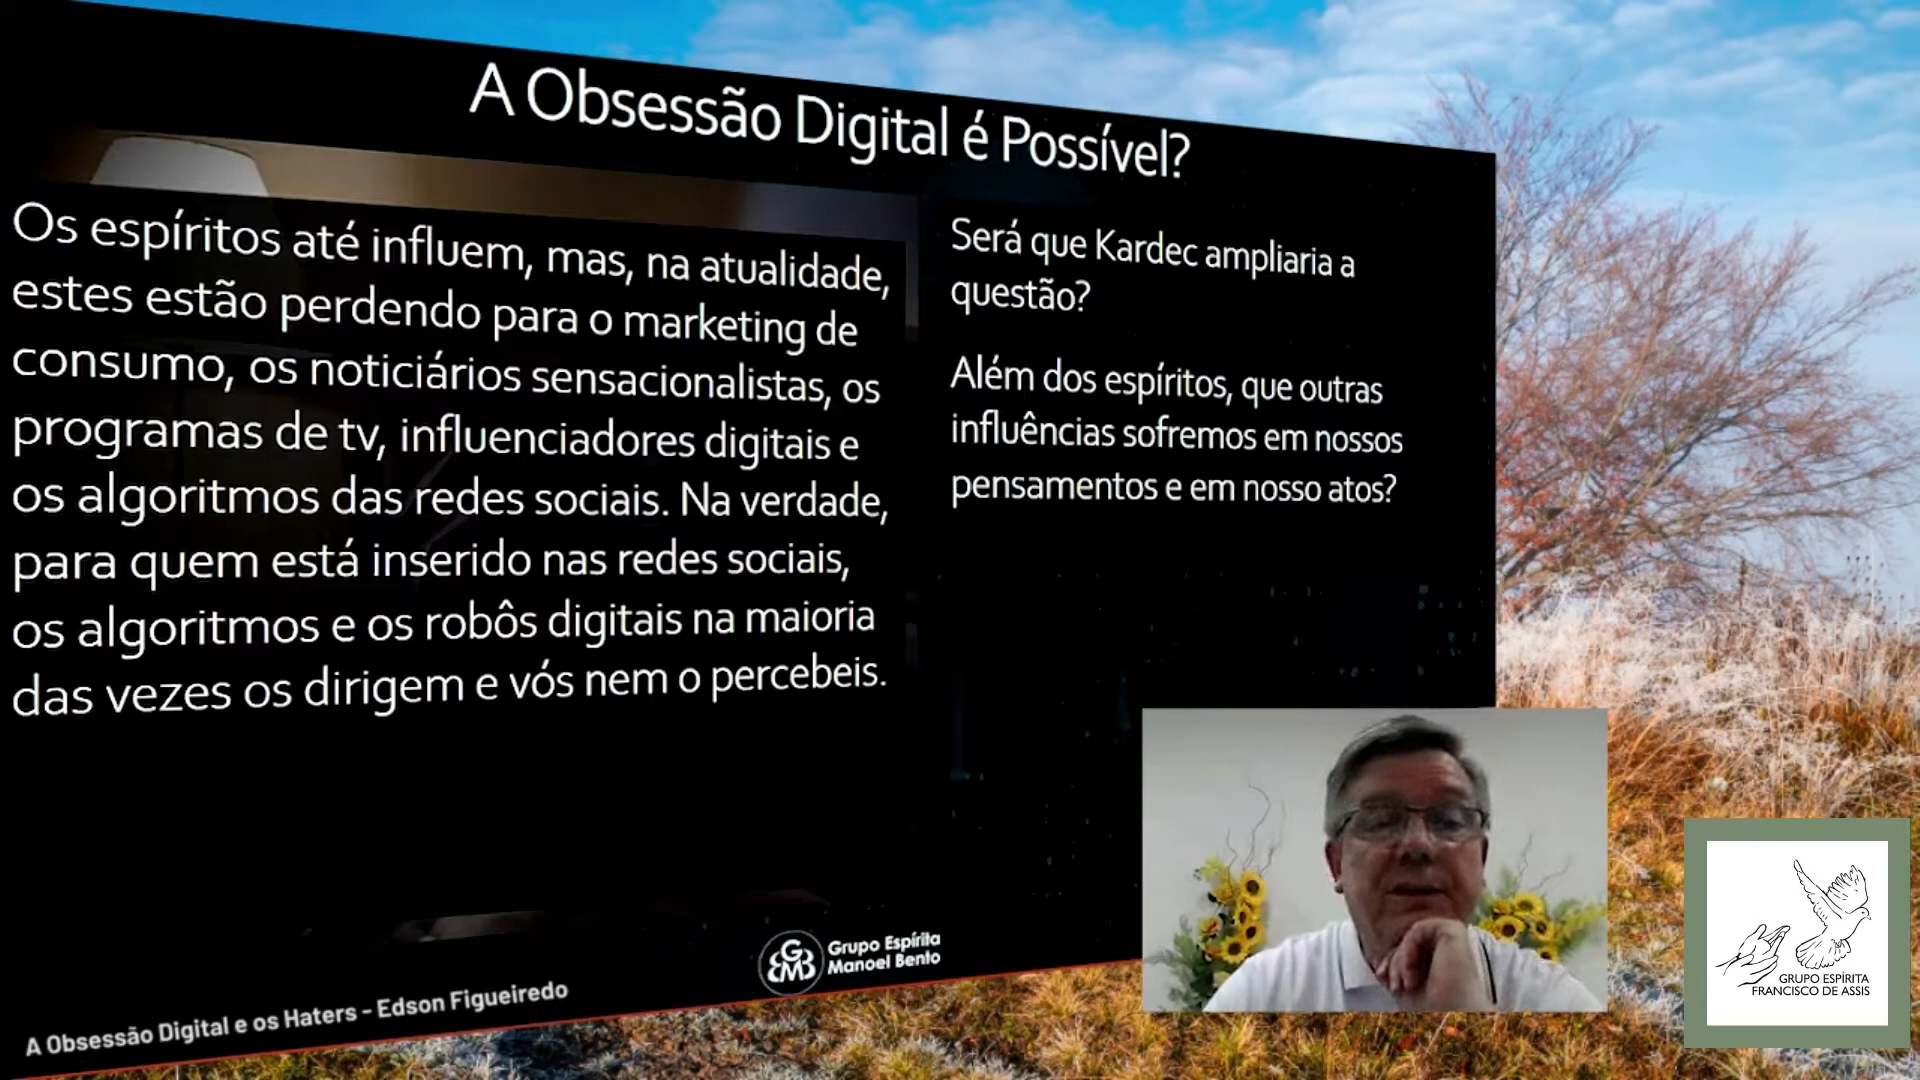 A Obsessão Digital é Possível?
Os espíritos até influem, mas, na atualidade,
estes estão perdendo para o marketing de
consumo, os noticiários sensacionalistas, os
programas de tv, influenciadores digitais e
os algoritmos das redes sociais. Na verdade,
para quem está inserido nas redes sociais,
os algoritmos e os robôs digitais na maioria
das vezes os dirigem e vós nem o percebeis.
Será que Kardec ampliaria a
questão?
Além dos espíritos, que outras
influências sofremos em nossos
pensamentos e em nosso atos?
A Obsessão Digital e os Haters - Edson Figueiredo
GEMB
Grupo Espírita
Manoel Bento
GRUPO ESPÍRITA
FRANCISCO DE ASSIS